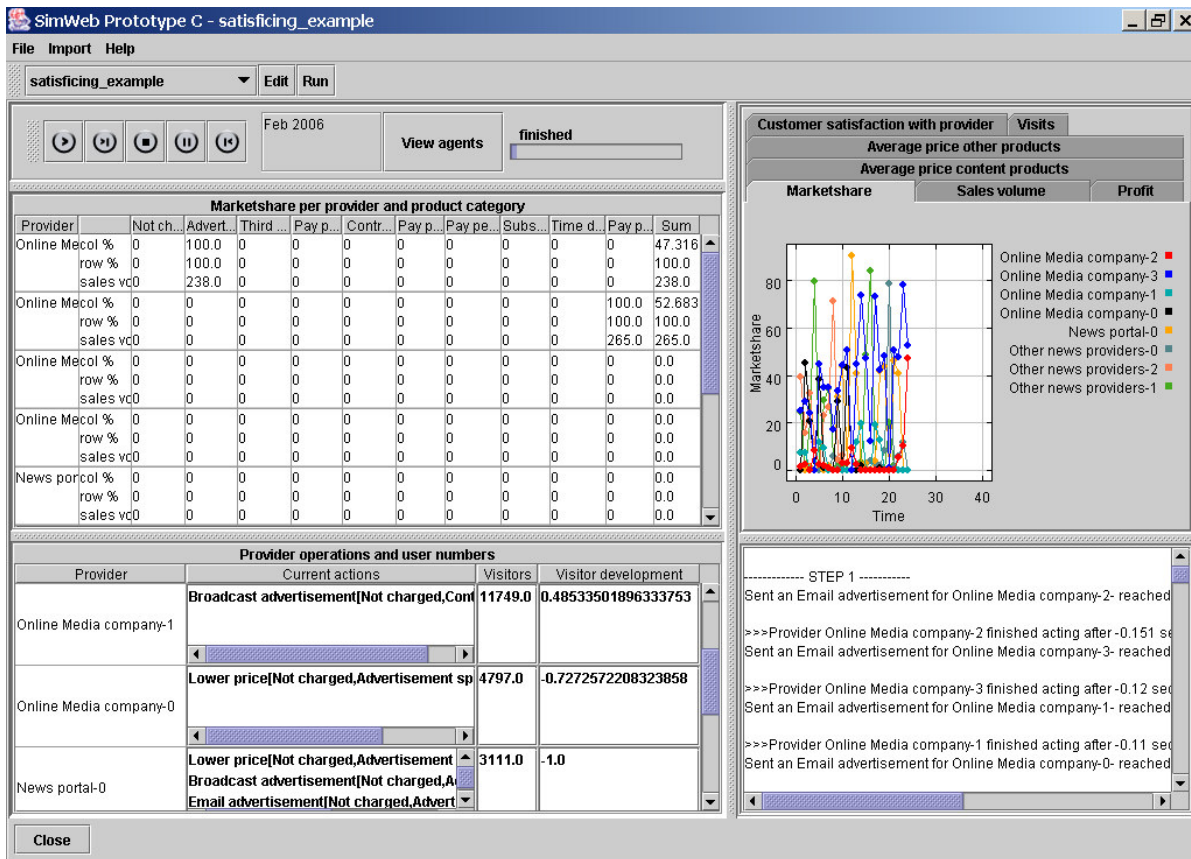 SimWeb Prototype C - satisficing_example
File Import Help
satisficing_example Edit Run
Feb 2006
View agents
finished
Marketshare per provider and product category
Provider Not ch... Advert... Third ... Pay p... Contr... Pay p... Pay pe... Subs... Time d... Pay p... Sum
Online Me col % 0 100.0 0 0 0 0 0 0 0 0 47.316
row % 0 100.0 0 0 0 0 0 0 0 0 100.0
sales vo 0 238.0 0 0 0 0 0 0 0 0 238.0
Online Me col % 0 0 0 0 0 0 0 0 0 100.0 52.683
row % 0 0 0 0 0 0 0 0 0 100.0 100.0
sales vo 0 0 0 0 0 0 0 0 0 265.0 265.0
Online Me col % 0 0 0 0 0 0 0 0 0 0 0.0
row % 0 0 0 0 0 0 0 0 0 0 0.0
sales vo 0 0 0 0 0 0 0 0 0 0 0.0
Online Me col % 0 0 0 0 0 0 0 0 0 0 0.0
row % 0 0 0 0 0 0 0 0 0 0 0.0
sales vo 0 0 0 0 0 0 0 0 0 0 0.0
News por col % 0 0 0 0 0 0 0 0 0 0 0.0
row % 0 0 0 0 0 0 0 0 0 0 0.0
sales vo 0 0 0 0 0 0 0 0 0 0 0.0
Provider operations and user numbers
Provider Current actions Visitors Visitor development
Online Media company-1
Broadcast advertisement[Not charged,Cont 11749.0 0.48533501896333753
Online Media company-0
Lower price[Not charged,Advertisement sp 4797.0 -0.7272572208323858
News portal-0
Lower price[Not charged,Advertisement 3111.0 -1.0
Broadcast advertisement[Not charged,A
Email advertisement[Not charged,Advert
Close
Customer satisfaction with provider Visits
Average price other products
Average price content products
Marketshare Sales volume Profit
Marketshare
80
60
40
20
0
0 10 20 30 40
Time
Online Media company-2
Online Media company-3
Online Media company-1
Online Media company-0
News portal-0
Other news providers-0
Other news providers-2
Other news providers-1
------------- STEP 1 -----------
Sent an Email advertisement for Online Media company-2- reached
>>>Provider Online Media company-2 finished acting after -0.151 se
Sent an Email advertisement for Online Media company-3- reached
>>>Provider Online Media company-3 finished acting after -0.12 sec
Sent an Email advertisement for Online Media company-1- reached
>>>Provider Online Media company-1 finished acting after -0.11 sec
Sent an Email advertisement for Online Media company-0- reached